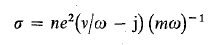 σ = ne²(ν/ω − j) (mω)⁻¹